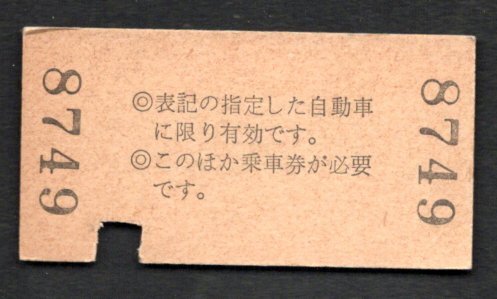 8749
◎表記の指定した自動車
に限り有効です。
◎このほか乗車券が必要
です。
8749